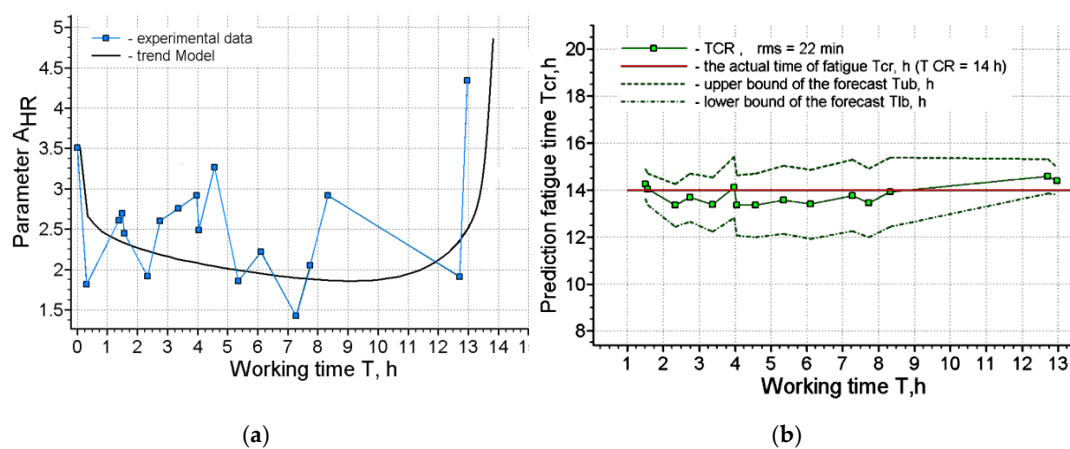 5
4.5
4
3.5
3
2.5
2
1.5
Parameter AHR
- experimental data
- trend Model
0 1 2 3 4 5 6 7 8 9 10 11 12 13 14 1
Working time T, h
(a)
20
18
16
14
12
10
8
Prediction fatigue time Tcr,h
- TCR , rms = 22 min
- the actual time of fatigue Tcr, h (T CR = 14 h)
- upper bound of the forecast Tub, h
- lower bound of the forecast Tlb, h
1 2 3 4 5 6 7 8 9 10 11 12 13
Working time T,h
(b)